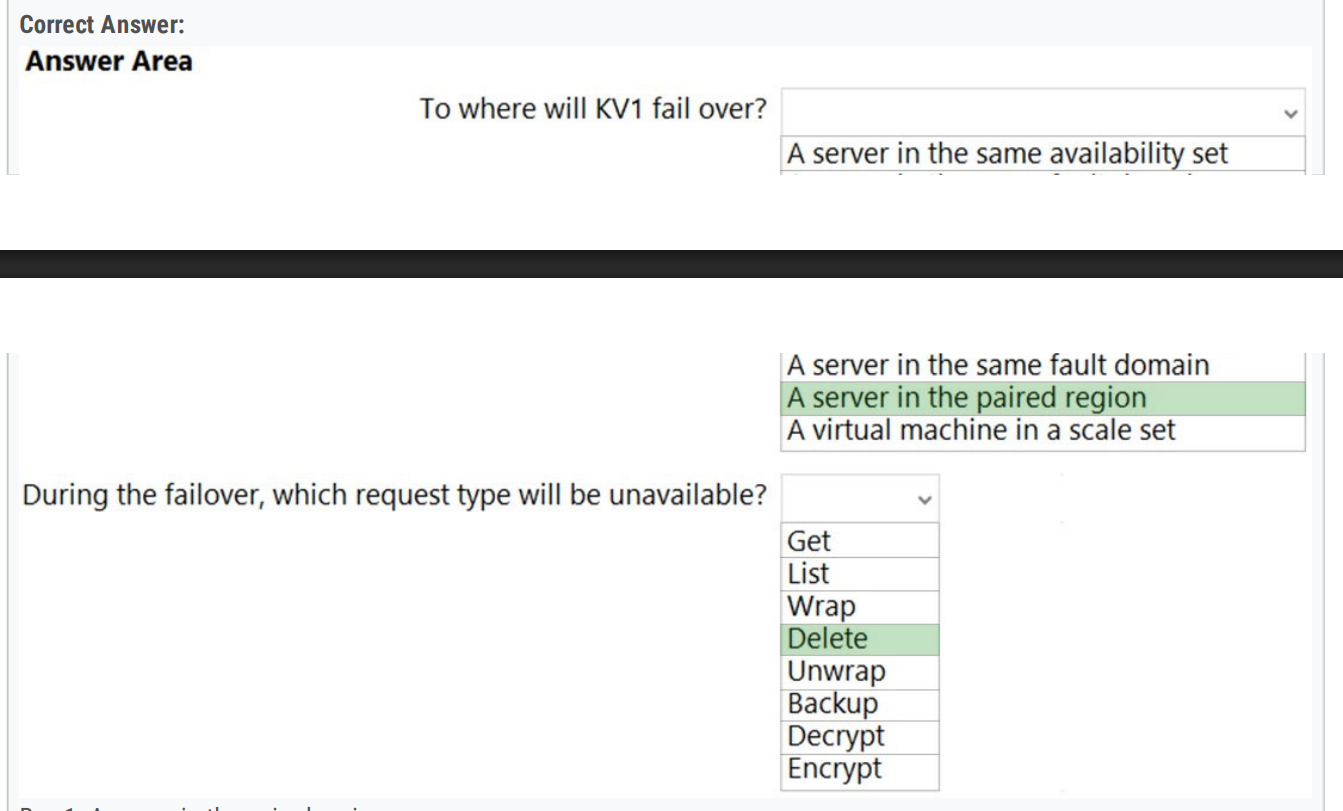 Correct Answer:
Answer Area
To where will KV1 fail over?
A server in the same availability set
A server in the same fault domain
A server in the paired region
A virtual machine in a scale set
During the failover, which request type will be unavailable?
Get
List
Wrap
Delete
Unwrap
Backup
Decrypt
Encrypt